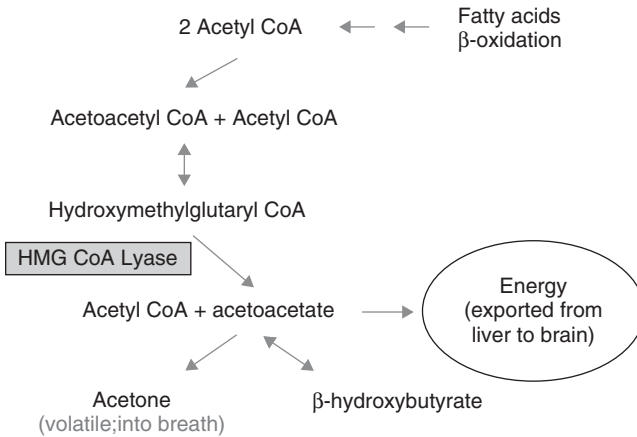 2 Acetyl CoA
Fatty acids
β-oxidation
Acetoacetyl CoA + Acetyl CoA
Hydroxymethylglutaryl CoA
HMG CoA Lyase
Acetyl CoA + acetoacetate
Energy
(exported from
liver to brain)
Acetone
(volatile;into breath)
β-hydroxybutyrate